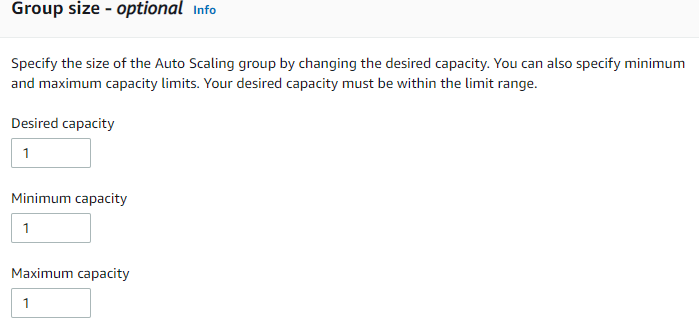 Group size - optional Info
Specify the size of the Auto Scaling group by changing the desired capacity. You can also specify minimum
and maximum capacity limits. Your desired capacity must be within the limit range.
Desired capacity
1
Minimum capacity
1
Maximum capacity
1